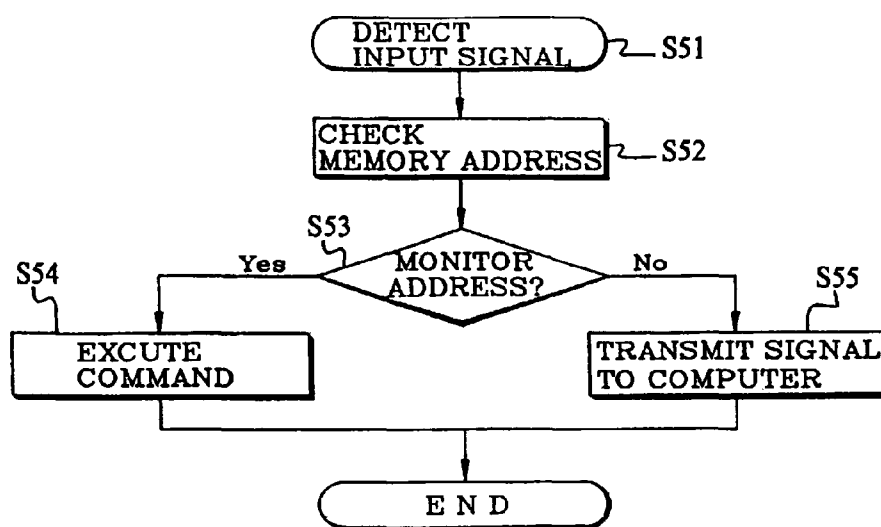 DETECT
INPUT SIGNAL
S51
CHECK
MEMORY ADDRESS
S52
S53
MONITOR
ADDRESS?
Yes
No
S54
EXCUTE
COMMAND
S55
TRANSMIT SIGNAL
TO COMPUTER
END